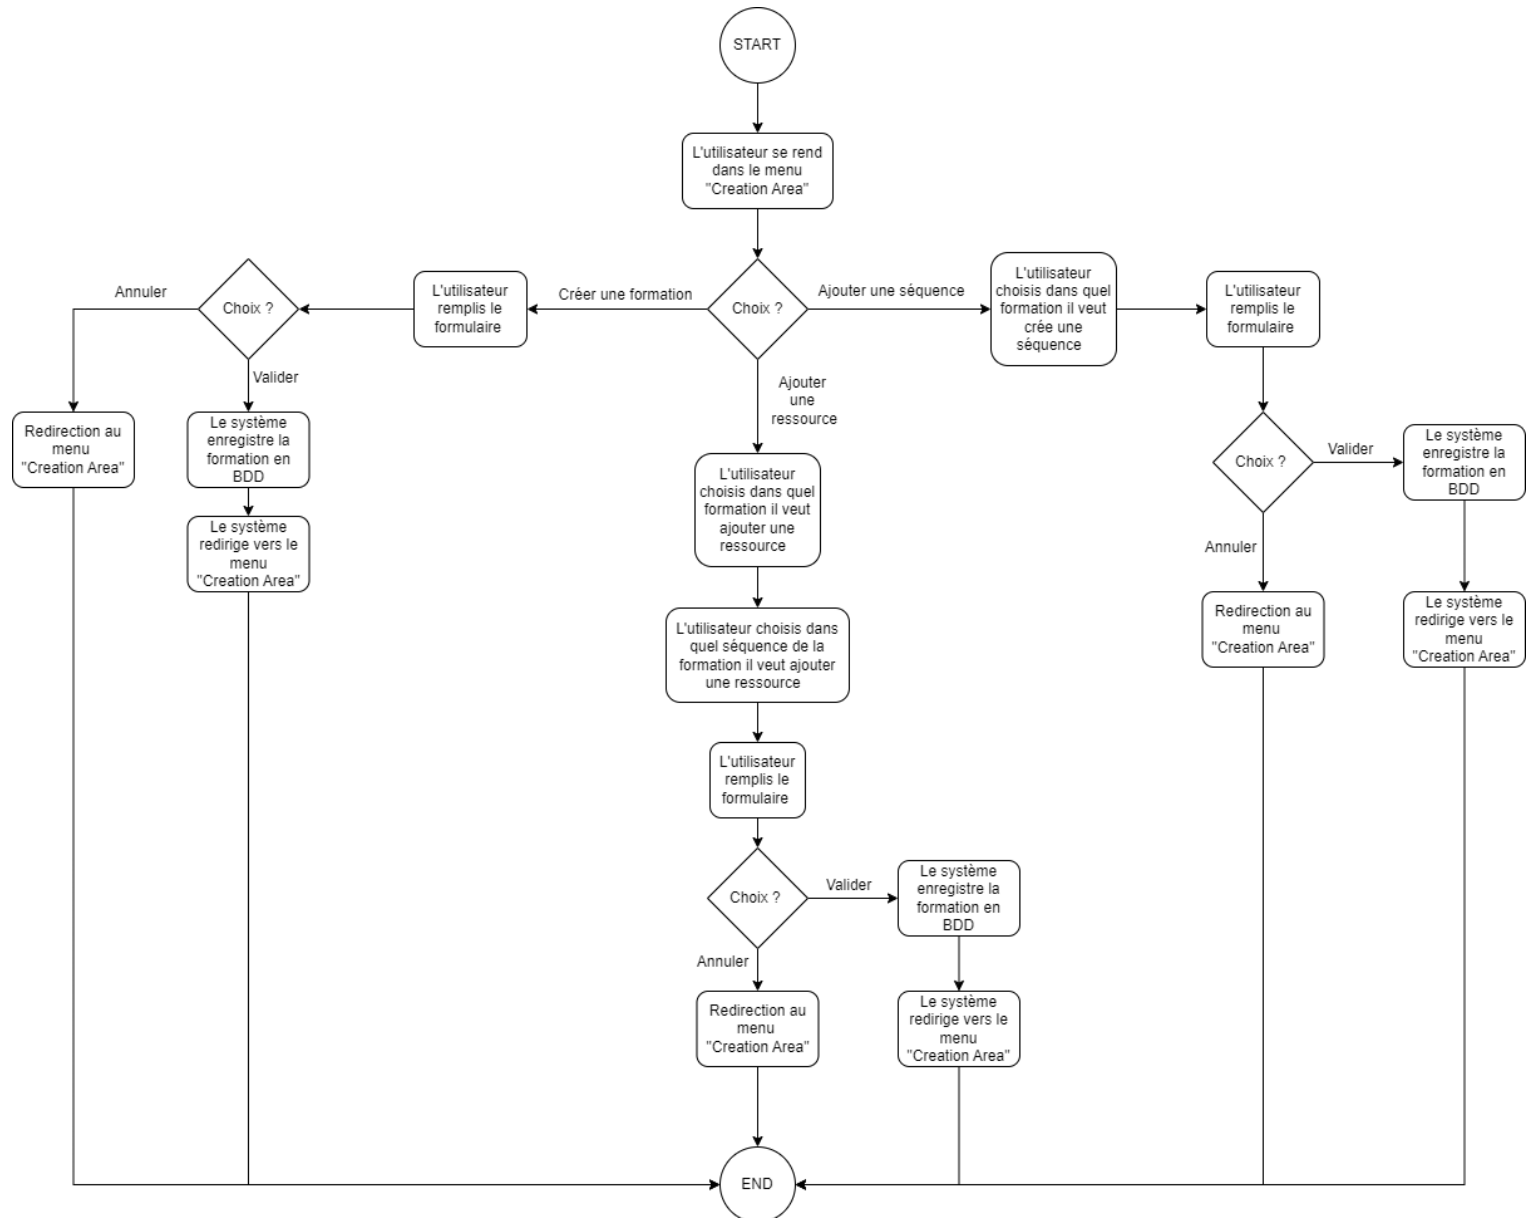 START
L'utilisateur se rend
dans le menu
"Creation Area"
Annuler
Choix ?
L'utilisateur
remplis le
formulaire
Créer une formation
Choix ?
Ajouter une séquence
L'utilisateur
choisis dans quel
formation il veut
crée une
séquence
L'utilisateur
remplis le
formulaire
Valider
Ajouter
une
ressource
Redirection au
menu
"Creation Area"
Le système
enregistre la
formation en
BDD
Le système
redirige vers le
menu
"Creation Area"
L'utilisateur
choisis dans quel
formation il veut
ajouter une
ressource
Choix ?
Valider
Le système
enregistre la
formation en
BDD
Annuler
Redirection au
menu
"Creation Area"
Le système
redirige vers le
menu
"Creation Area"
L'utilisateur choisis dans
quel séquence de la
formation il veut ajouter
une ressource
L'utilisateur
remplis le
formulaire
Choix ?
Valider
Le système
enregistre la
formation en
BDD
Annuler
Redirection au
menu
"Creation Area"
Le système
redirige vers le
menu
"Creation Area"
END